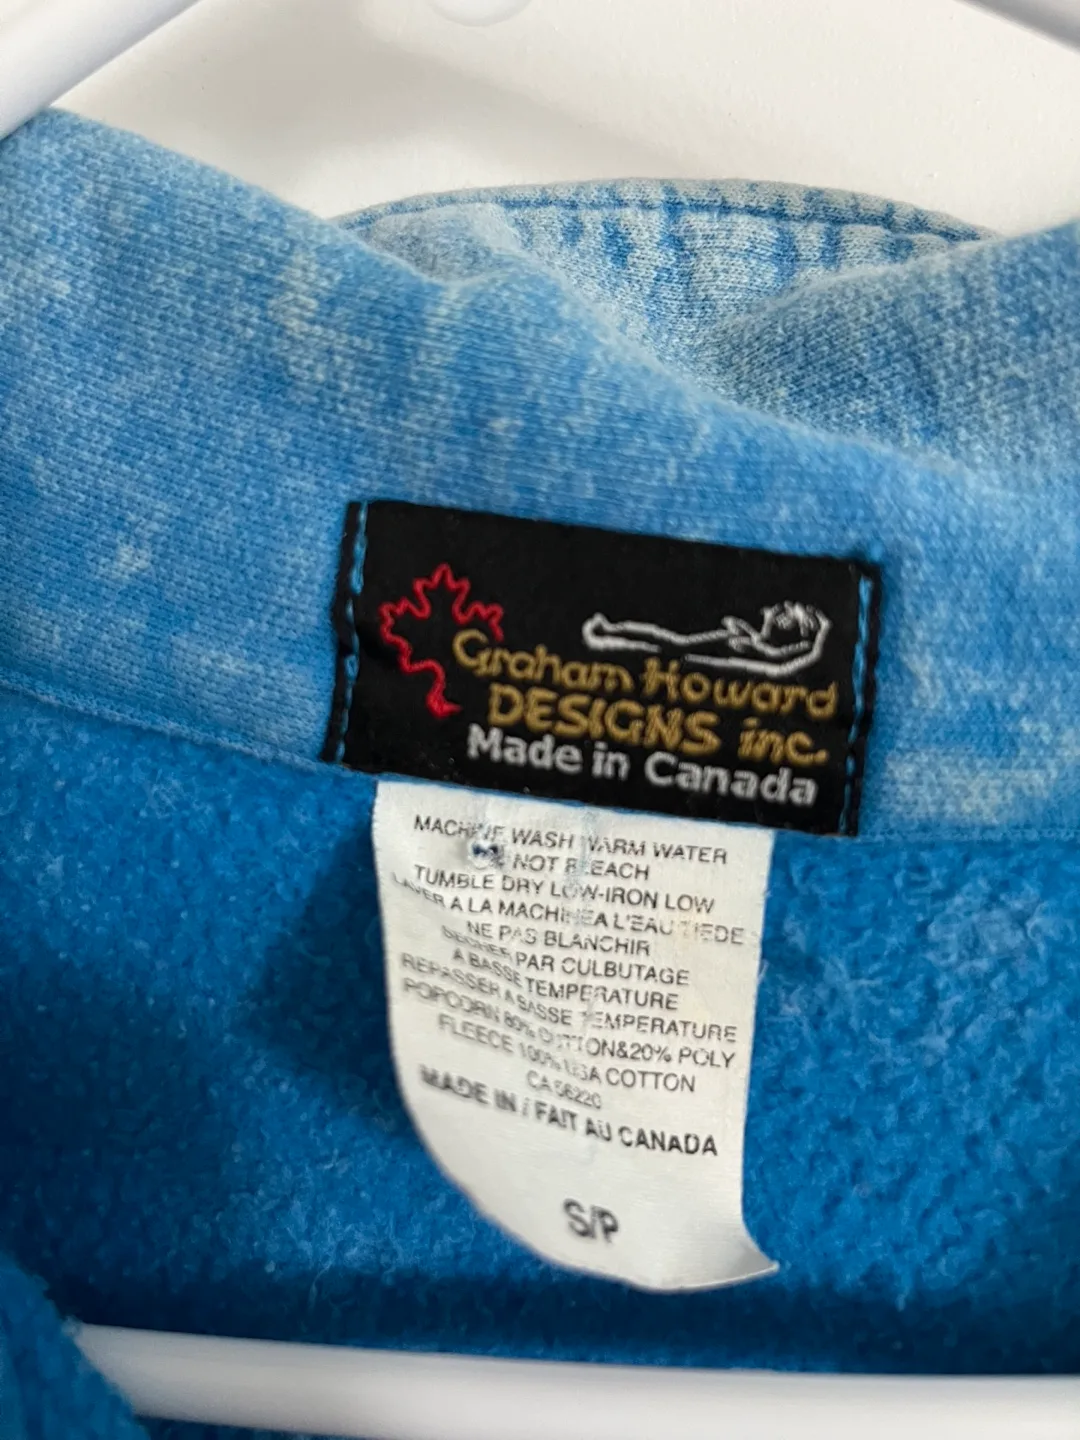 Graham Howard
DESIGNS inc.
Made in Canada
MACHINE WASH WARM WATER
NOT BLEACH
TUMBLE DRY LOW-IRON LOW
LAVER A LA MACHINE A L'EAU TIEDE
NE PAS BLANCHIR
SECHER PAR CULBUTAGE
A BASSE TEMPERATURE
REPASSER A BASSE TEMPERATURE
POPCORN 80% COTTON&20% POLY
FLEECE 100% USA COTTON
CA 56220
MADE IN / FAIT AU CANADA
S/P